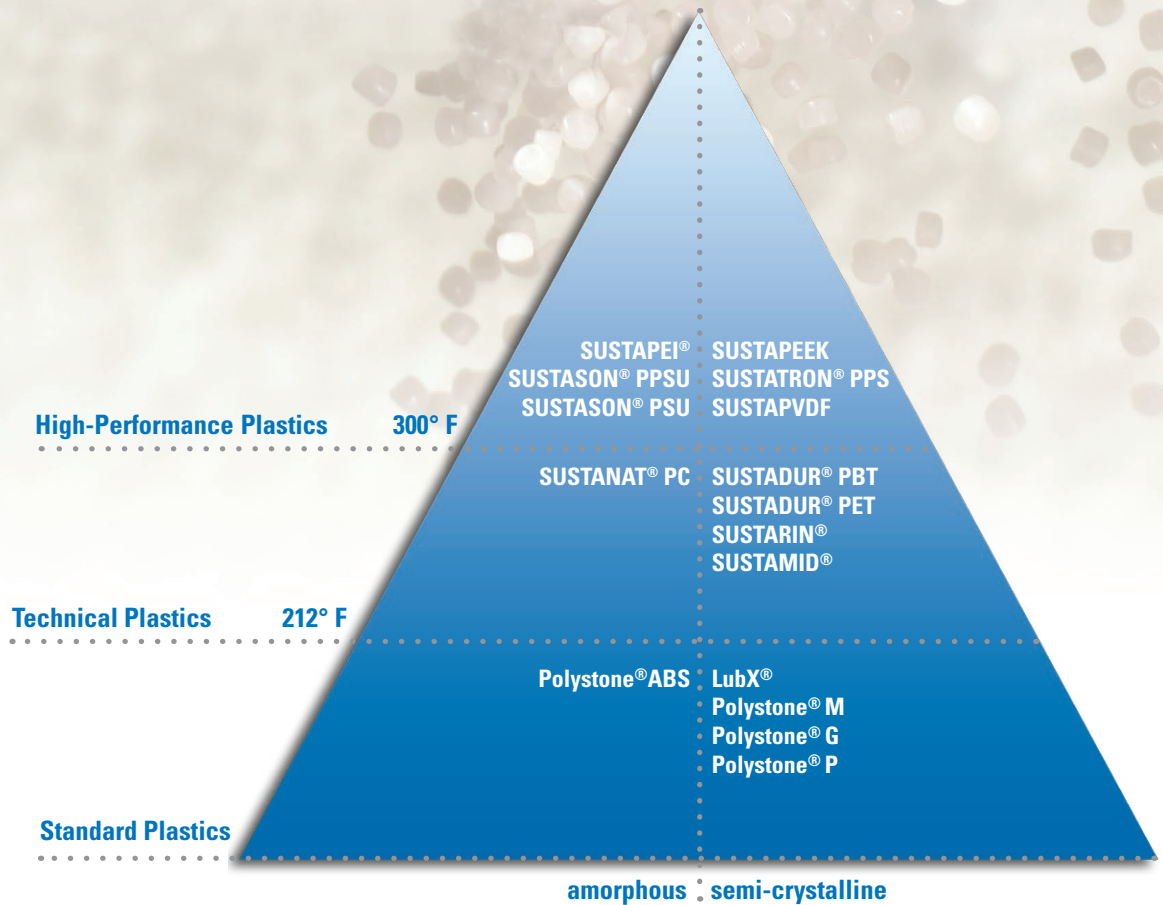 SUSTAPEI® SUSTAPEEK
SUSTASON® PPSU SUSTATRON® PPS
SUSTASON® PSU SUSTAPVDF
High-Performance Plastics 300° F
SUSTANAT® PC SUSTADUR® PBT
SUSTADUR® PET
SUSTARIN®
SUSTAMID®
Technical Plastics 212° F
Polystone®ABS LubX®
Polystone® M
Polystone® G
Polystone® P
Standard Plastics
amorphous semi-crystalline